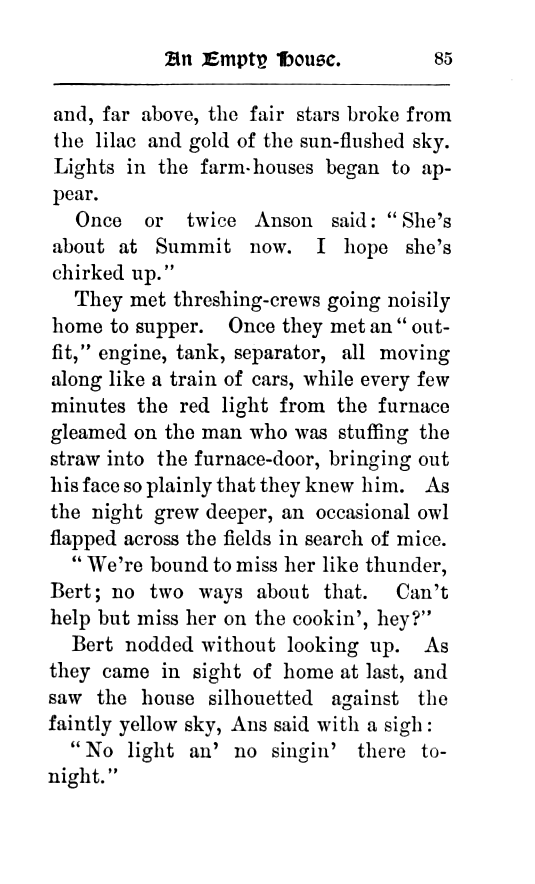 An Empty House. 85
and, far above, the fair stars broke from
the lilac and gold of the sun-flushed sky.
Lights in the farm-houses began to ap-
pear.
Once or twice Anson said: "She's
about at Summit now. I hope she's
chirked up."
They met threshing-crews going noisily
home to supper. Once they met an "out-
fit," engine, tank, separator, all moving
along like a train of cars, while every few
minutes the red light from the furnace
gleamed on the man who was stuffing the
straw into the furnace-door, bringing out
his face so plainly that they knew him. As
the night grew deeper, an occasional owl
flapped across the fields in search of mice.
"We're bound to miss her like thunder,
Bert; no two ways about that. Can't
help but miss her on the cookin', hey?"
Bert nodded without looking up. As
they came in sight of home at last, and
saw the house silhouetted against the
faintly yellow sky, Ans said with a sigh:
"No light an' no singin' there to-
night."